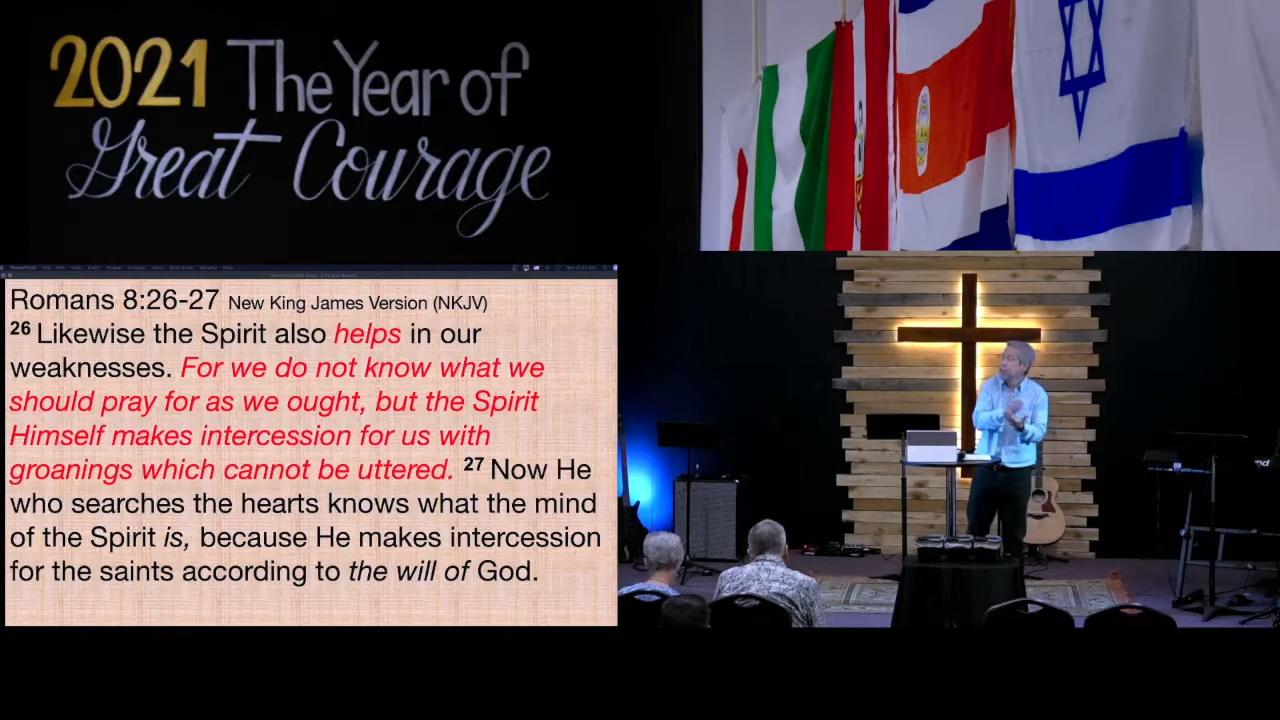 2021 The Year of
Great Courage
Romans 8:26-27 New King James Version (NKJV)
26 Likewise the Spirit also helps in our
weaknesses. For we do not know what we
should pray for as we ought, but the Spirit
Himself makes intercession for us with
groanings which cannot be uttered. 27 Now He
who searches the hearts knows what the mind
of the Spirit is, because He makes intercession
for the saints according to the will of God.